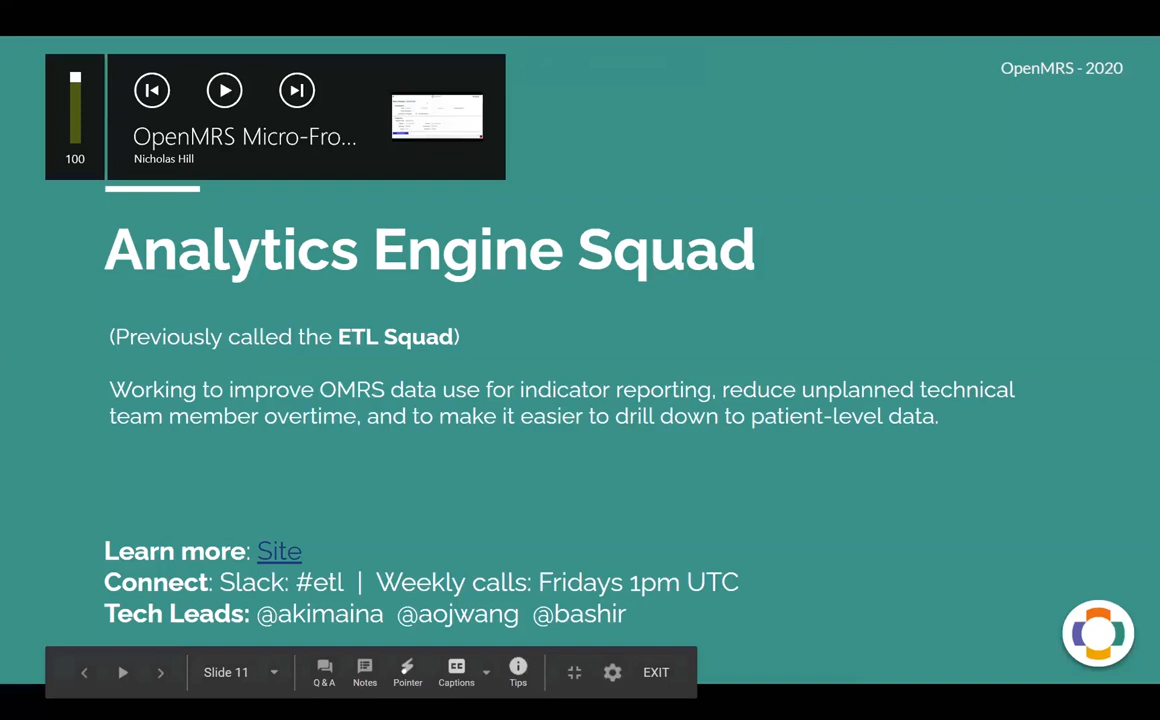 OpenMRS - 2020
OpenMRS Micro-Fro...
Nicholas Hill
100
Analytics Engine Squad
(Previously called the ETL Squad)
Working to improve OMRS data use for indicator reporting, reduce unplanned technical
team member overtime, and to make it easier to drill down to patient-level data.
Learn more: Site
Connect: Slack: #etl | Weekly calls: Fridays 1pm UTC
Tech Leads: @akimaina @aojwang @bashir
Slide 11
Q & A
Notes
Pointer
CC
Captions
Tips
EXIT